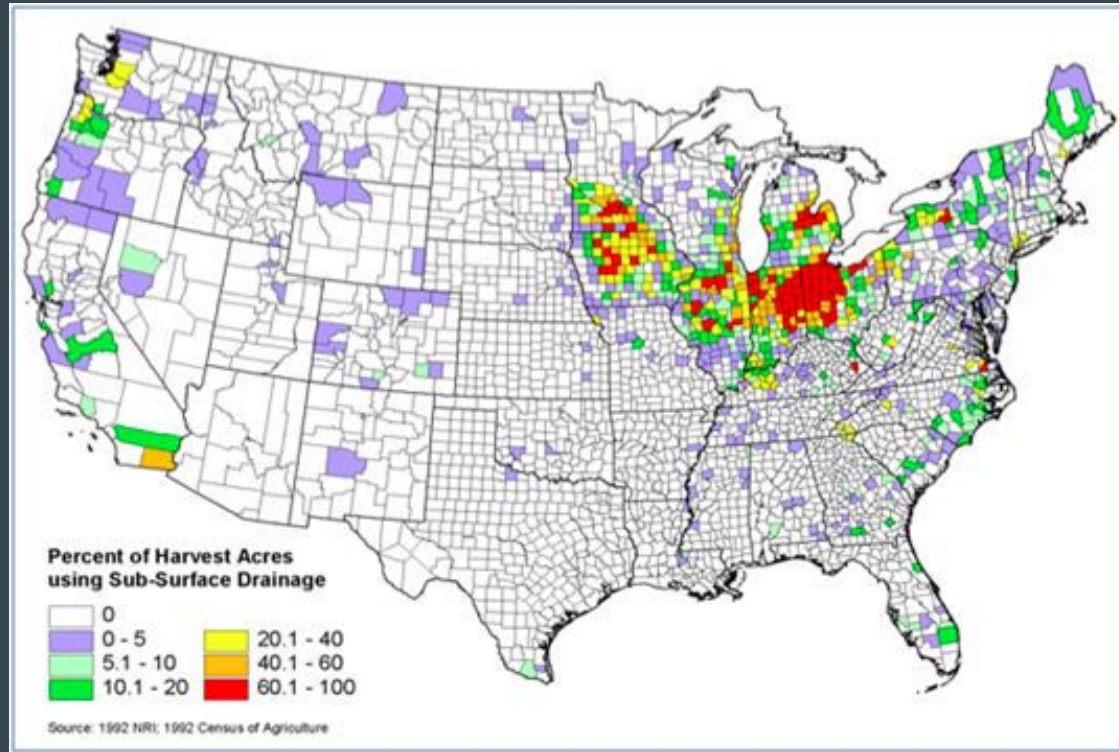 Percent of Harvest Acres
using Sub-Surface Drainage
0
0 - 5
5.1 - 10
10.1 - 20
20.1 - 40
40.1 - 60
60.1 - 100
Source: 1992 NRI; 1992 Census of Agriculture